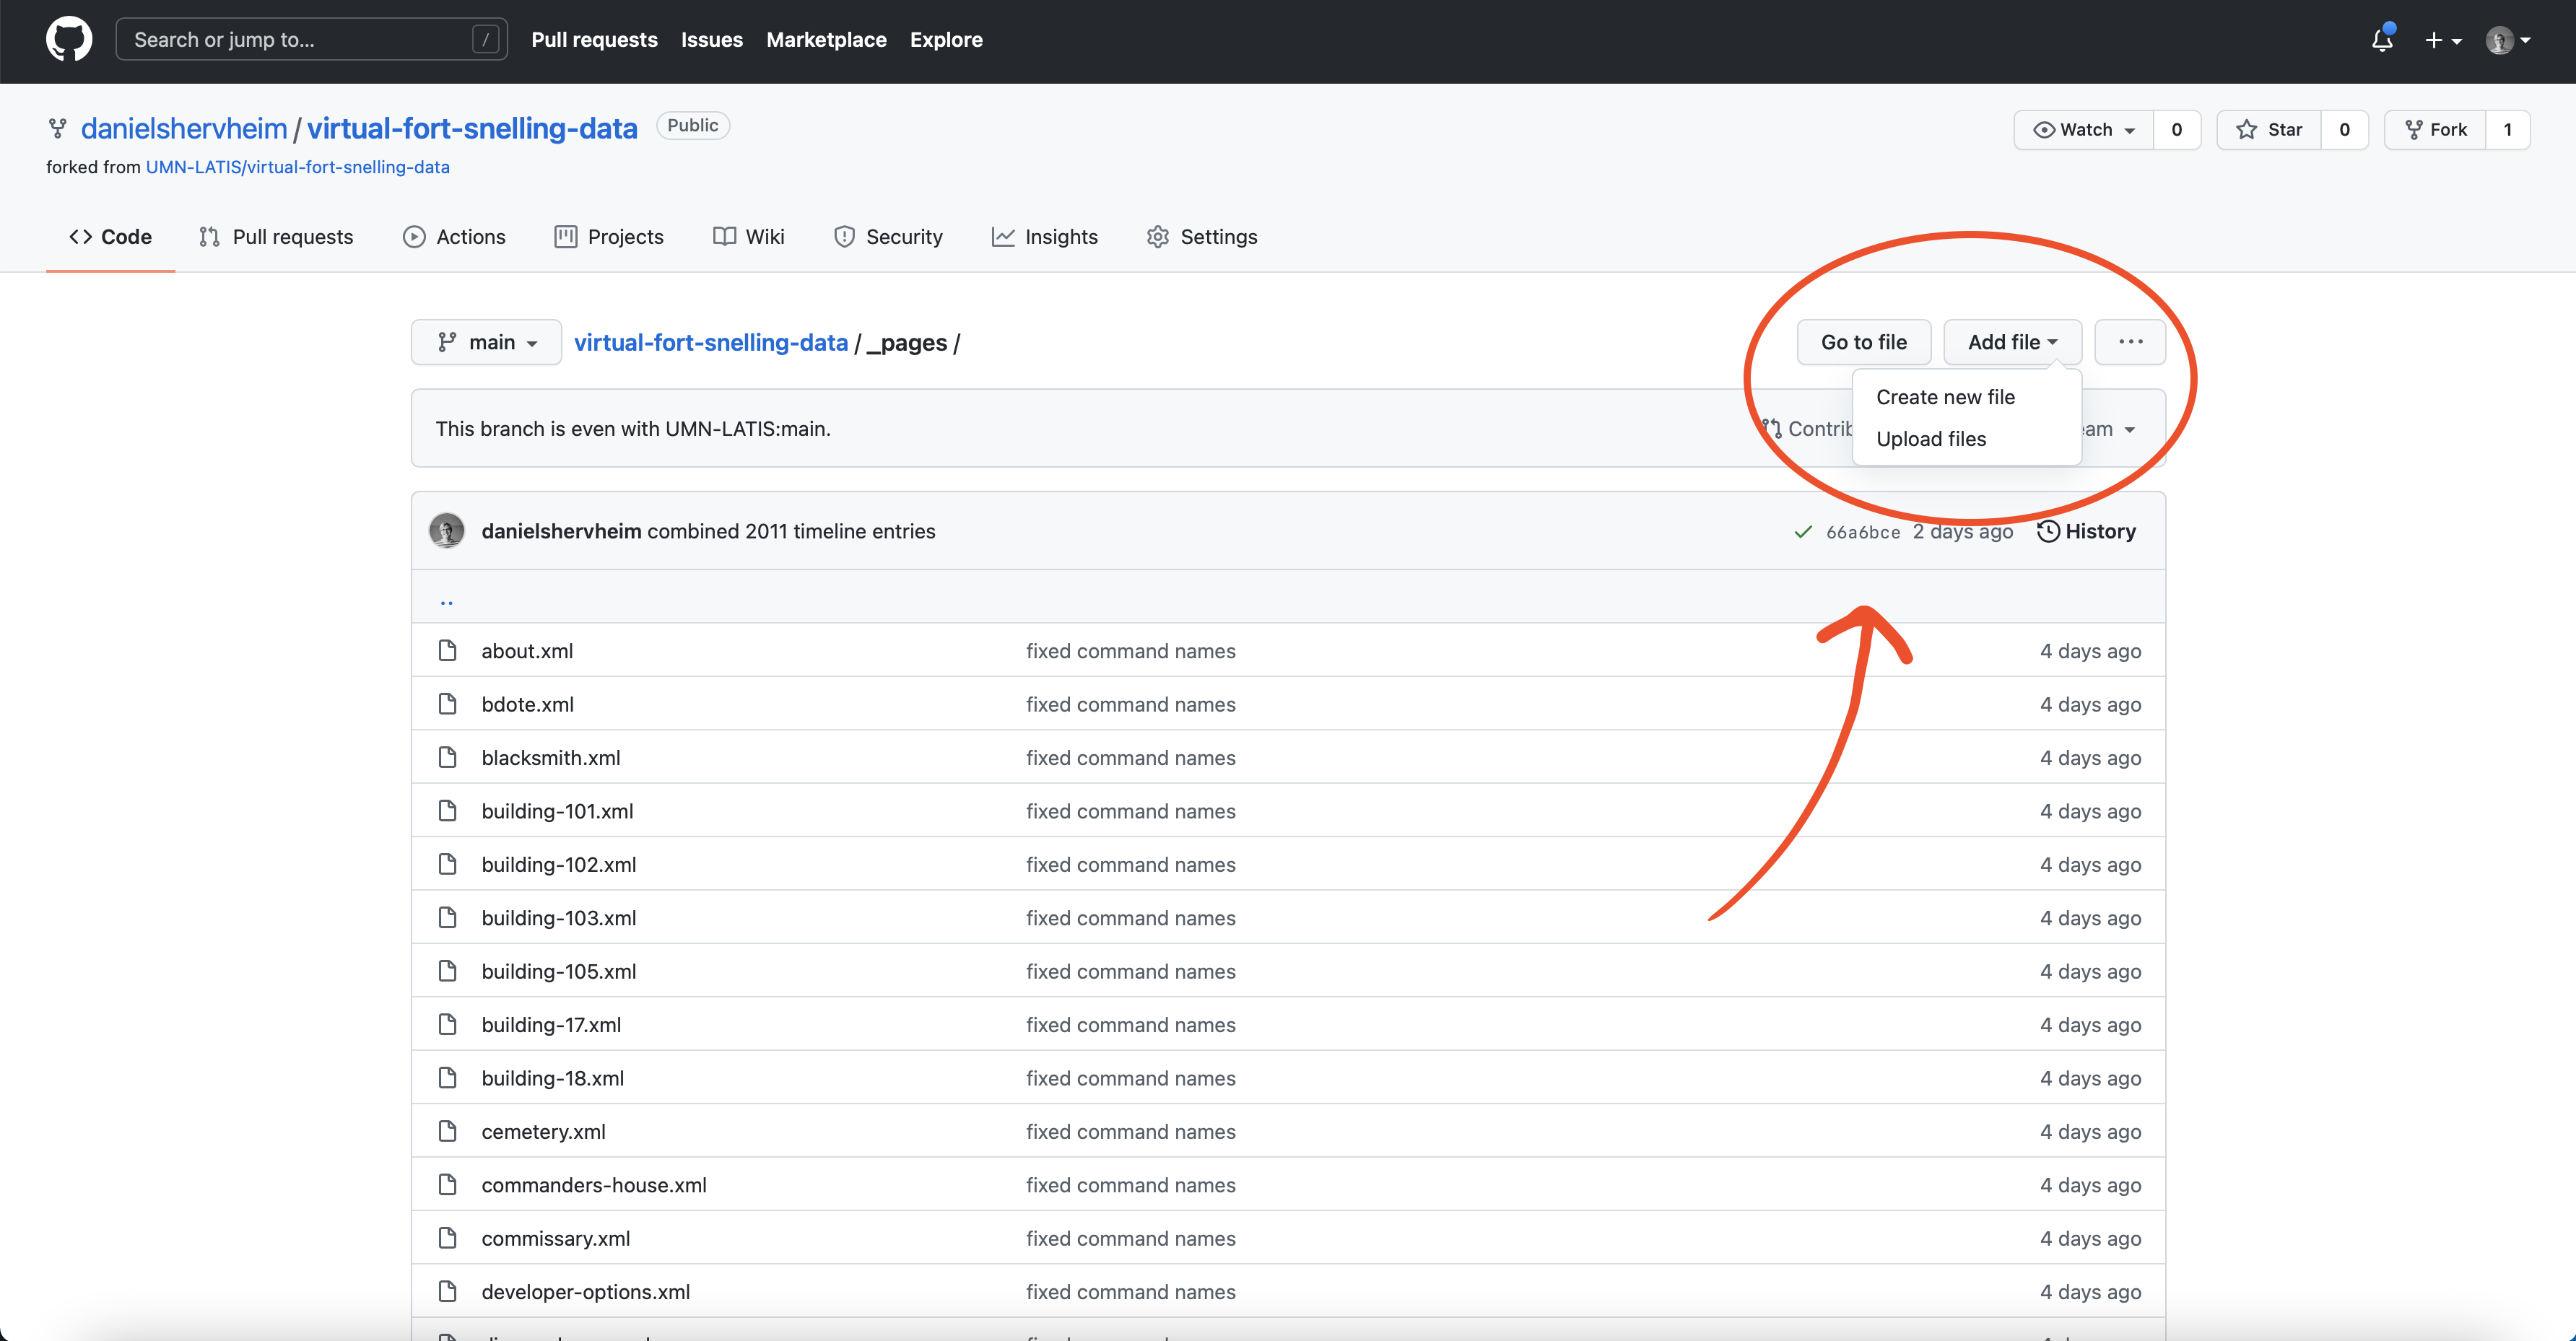 Search or jump to... /
Pull requests Issues Marketplace Explore
danielshervheim / virtual-fort-snelling-data Public
Watch 0 Star 0 Fork 1
forked from UMN-LATIS/virtual-fort-snelling-data
Code Pull requests Actions Projects Wiki Security Insights Settings
main virtual-fort-snelling-data / _pages /
Go to file Add file ...
Create new file
Upload files
This branch is even with UMN-LATIS:main.
danielshervheim combined 2011 timeline entries 66a6bce 2 days ago History
..
about.xml fixed command names 4 days ago
bdote.xml fixed command names 4 days ago
blacksmith.xml fixed command names 4 days ago
building-101.xml fixed command names 4 days ago
building-102.xml fixed command names 4 days ago
building-103.xml fixed command names 4 days ago
building-105.xml fixed command names 4 days ago
building-17.xml fixed command names 4 days ago
building-18.xml fixed command names 4 days ago
cemetery.xml fixed command names 4 days ago
commanders-house.xml fixed command names 4 days ago
commissary.xml fixed command names 4 days ago
developer-options.xml fixed command names 4 days ago